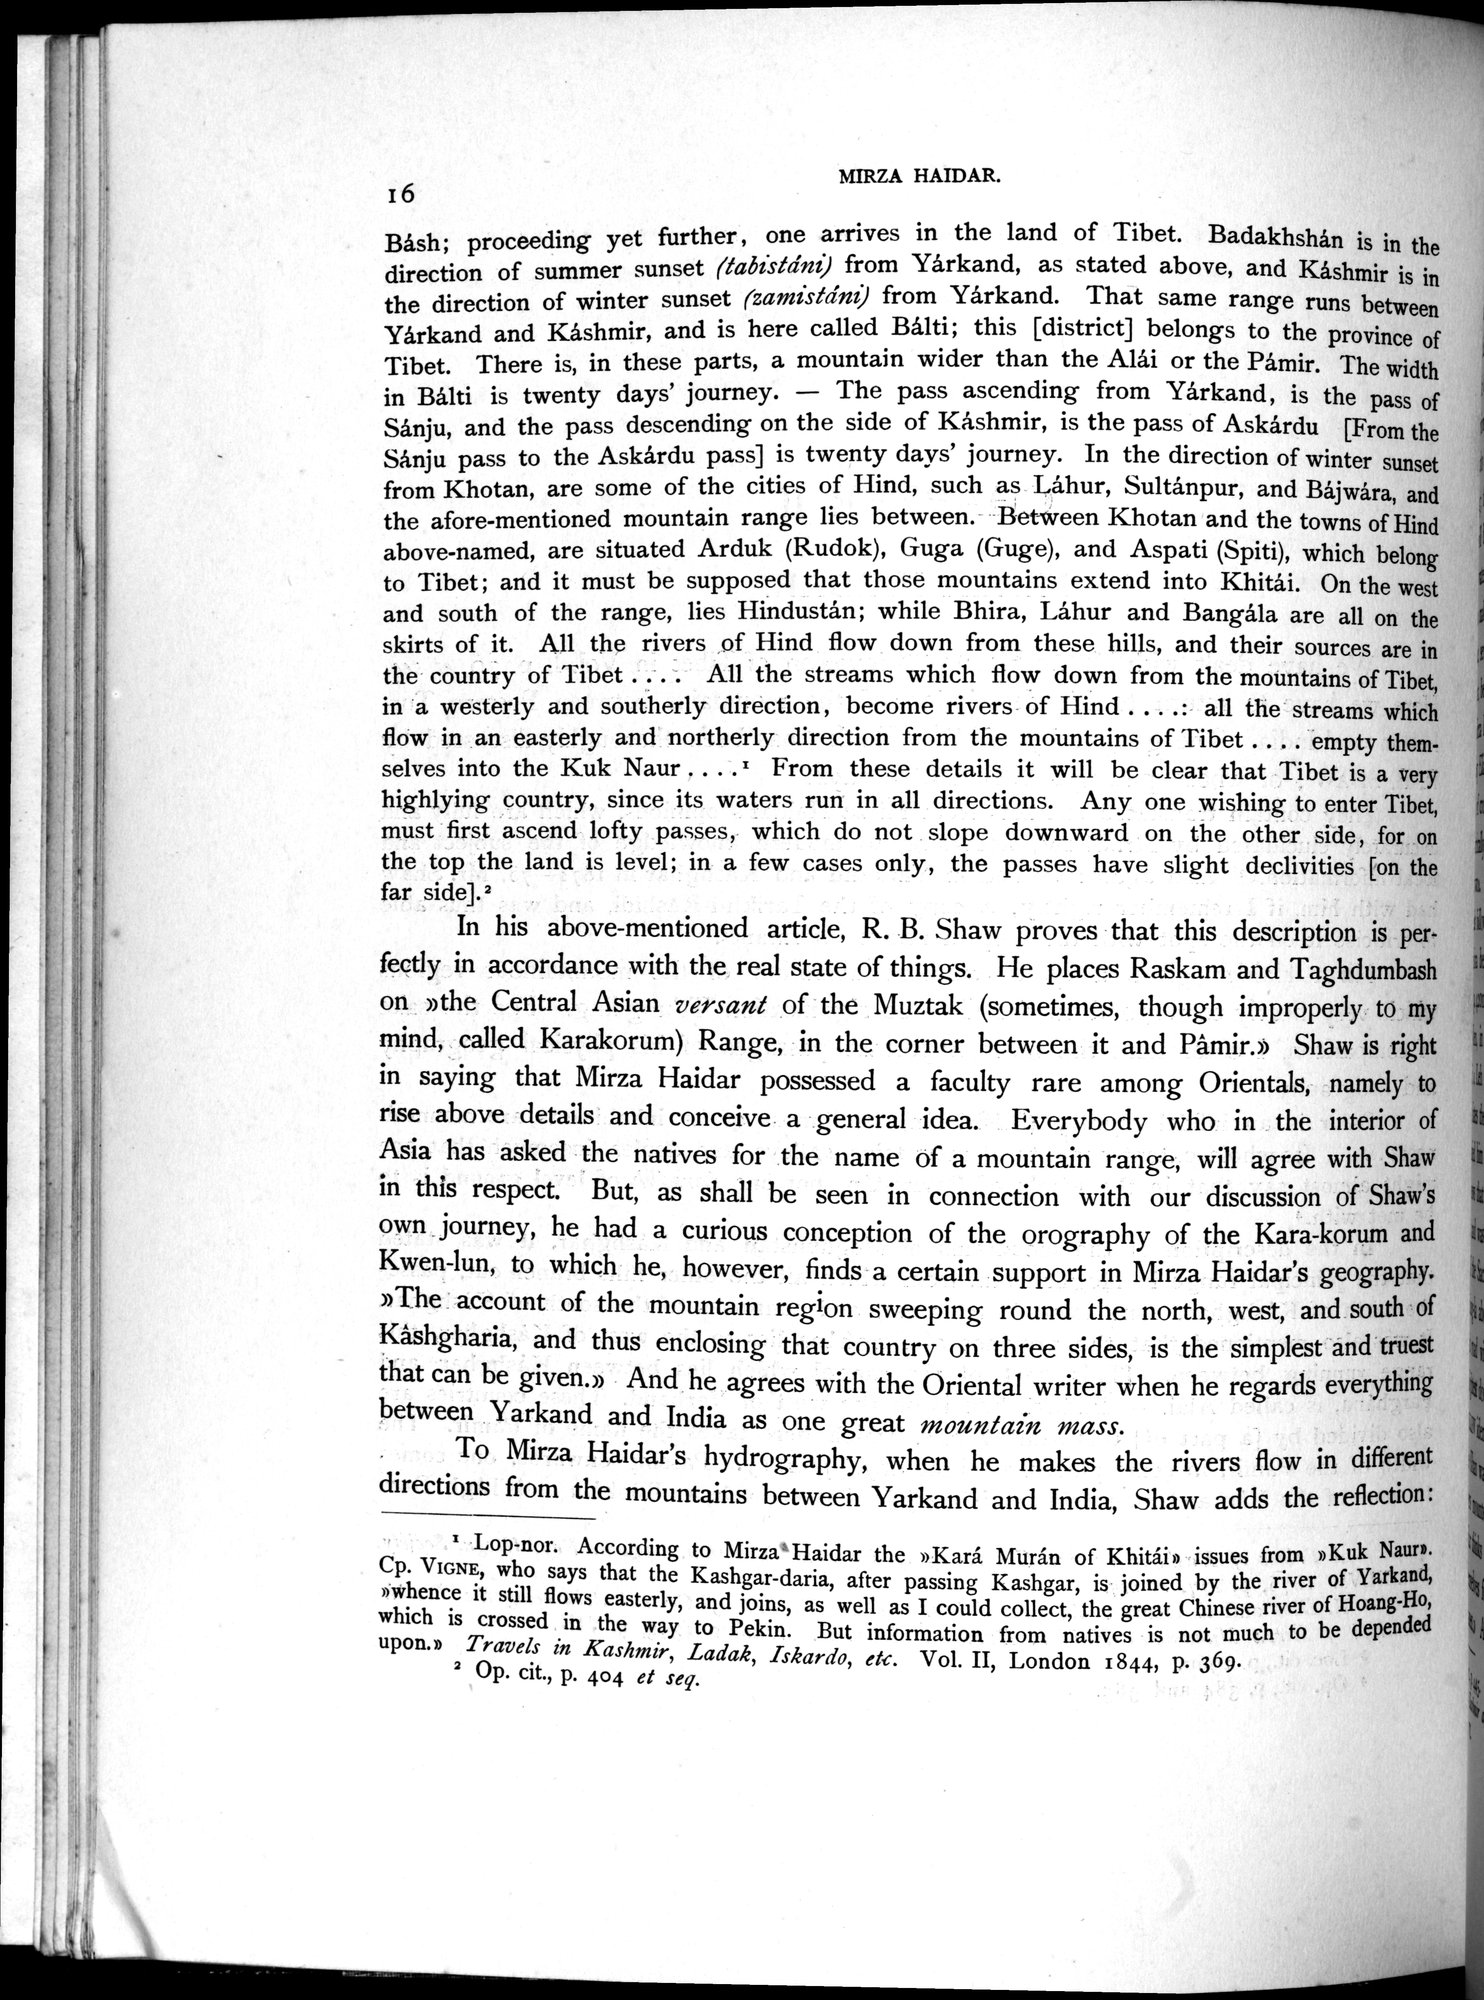 16
MIRZA HAIDAR.
Básh; proceeding yet further, one arrives in the land of Tibet. Badakhshán is in the
direction of summer sunset (tabistáni) from Yárkand, as stated above, and Káshmir is in
the direction of winter sunset (zamistáni) from Yárkand. That same range runs between
Yárkand and Káshmir, and is here called Bálti; this [district] belongs to the province of
Tibet. There is, in these parts, a mountain wider than the Alái or the Pámir. The width
in Bálti is twenty days’ journey. — The pass ascending from Yárkand, is the pass of
Sánju, and the pass descending on the side of Káshmir, is the pass of Askárdu [From the
Sánju pass to the Askárdu pass] is twenty days’ journey. In the direction of winter sunset
from Khotan, are some of the cities of Hind, such as Láhur, Sultánpur, and Bájwára, and
the afore-mentioned mountain range lies between. Between Khotan and the towns of Hind
above-named, are situated Arduk (Rudok), Guga (Guge), and Aspati (Spiti), which belong
to Tibet; and it must be supposed that those mountains extend into Khitái. On the west
and south of the range, lies Hindustán; while Bhira, Láhur and Bangála are all on the
skirts of it. All the rivers of Hind flow down from these hills, and their sources are in
the country of Tibet .... All the streams which flow down from the mountains of Tibet,
in a westerly and southerly direction, become rivers of Hind ....: all the streams which
flow in an easterly and northerly direction from the mountains of Tibet .... empty them-
selves into the Kuk Naur ....¹ From these details it will be clear that Tibet is a very
highlying country, since its waters run in all directions. Any one wishing to enter Tibet,
must first ascend lofty passes, which do not slope downward on the other side, for on
the top the land is level; in a few cases only, the passes have slight declivities [on the
far side].²
In his above-mentioned article, R. B. Shaw proves that this description is per-
fectly in accordance with the real state of things. He places Raskam and Taghdumbash
on »the Central Asian versant of the Muztak (sometimes, though improperly to my
mind, called Karakorum) Range, in the corner between it and Pâmir.» Shaw is right
in saying that Mirza Haidar possessed a faculty rare among Orientals, namely to
rise above details and conceive a general idea. Everybody who in the interior of
Asia has asked the natives for the name of a mountain range, will agree with Shaw
in this respect. But, as shall be seen in connection with our discussion of Shaw’s
own journey, he had a curious conception of the orography of the Kara-korum and
Kwen-lun, to which he, however, finds a certain support in Mirza Haidar’s geography.
»The account of the mountain region sweeping round the north, west, and south of
Kâshgharia, and thus enclosing that country on three sides, is the simplest and truest
that can be given.» And he agrees with the Oriental writer when he regards everything
between Yarkand and India as one great mountain mass.
To Mirza Haidar’s hydrography, when he makes the rivers flow in different
directions from the mountains between Yarkand and India, Shaw adds the reflection:
¹ Lop-nor. According to Mirza Haidar the »Kará Murán of Khitái» issues from »Kuk Naur».
Cp. VIGNE, who says that the Kashgar-daria, after passing Kashgar, is joined by the river of Yarkand,
»whence it still flows easterly, and joins, as well as I could collect, the great Chinese river of Hoang-Ho,
which is crossed in the way to Pekin. But information from natives is not much to be depended
upon.» Travels in Kashmir, Ladak, Iskardo, etc. Vol. II, London 1844, p. 369.
² Op. cit., p. 404 et seq.